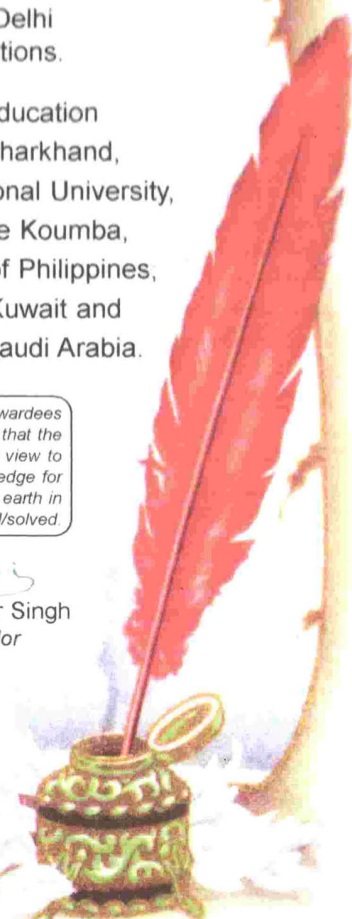 Delhi
tions.
ducation
harkhand,
onal University,
e Koumba,
of Philippines,
Kuwait and
audi Arabia.
wardees
that the
view to
edge for
earth in
/solved.
r Singh
lor